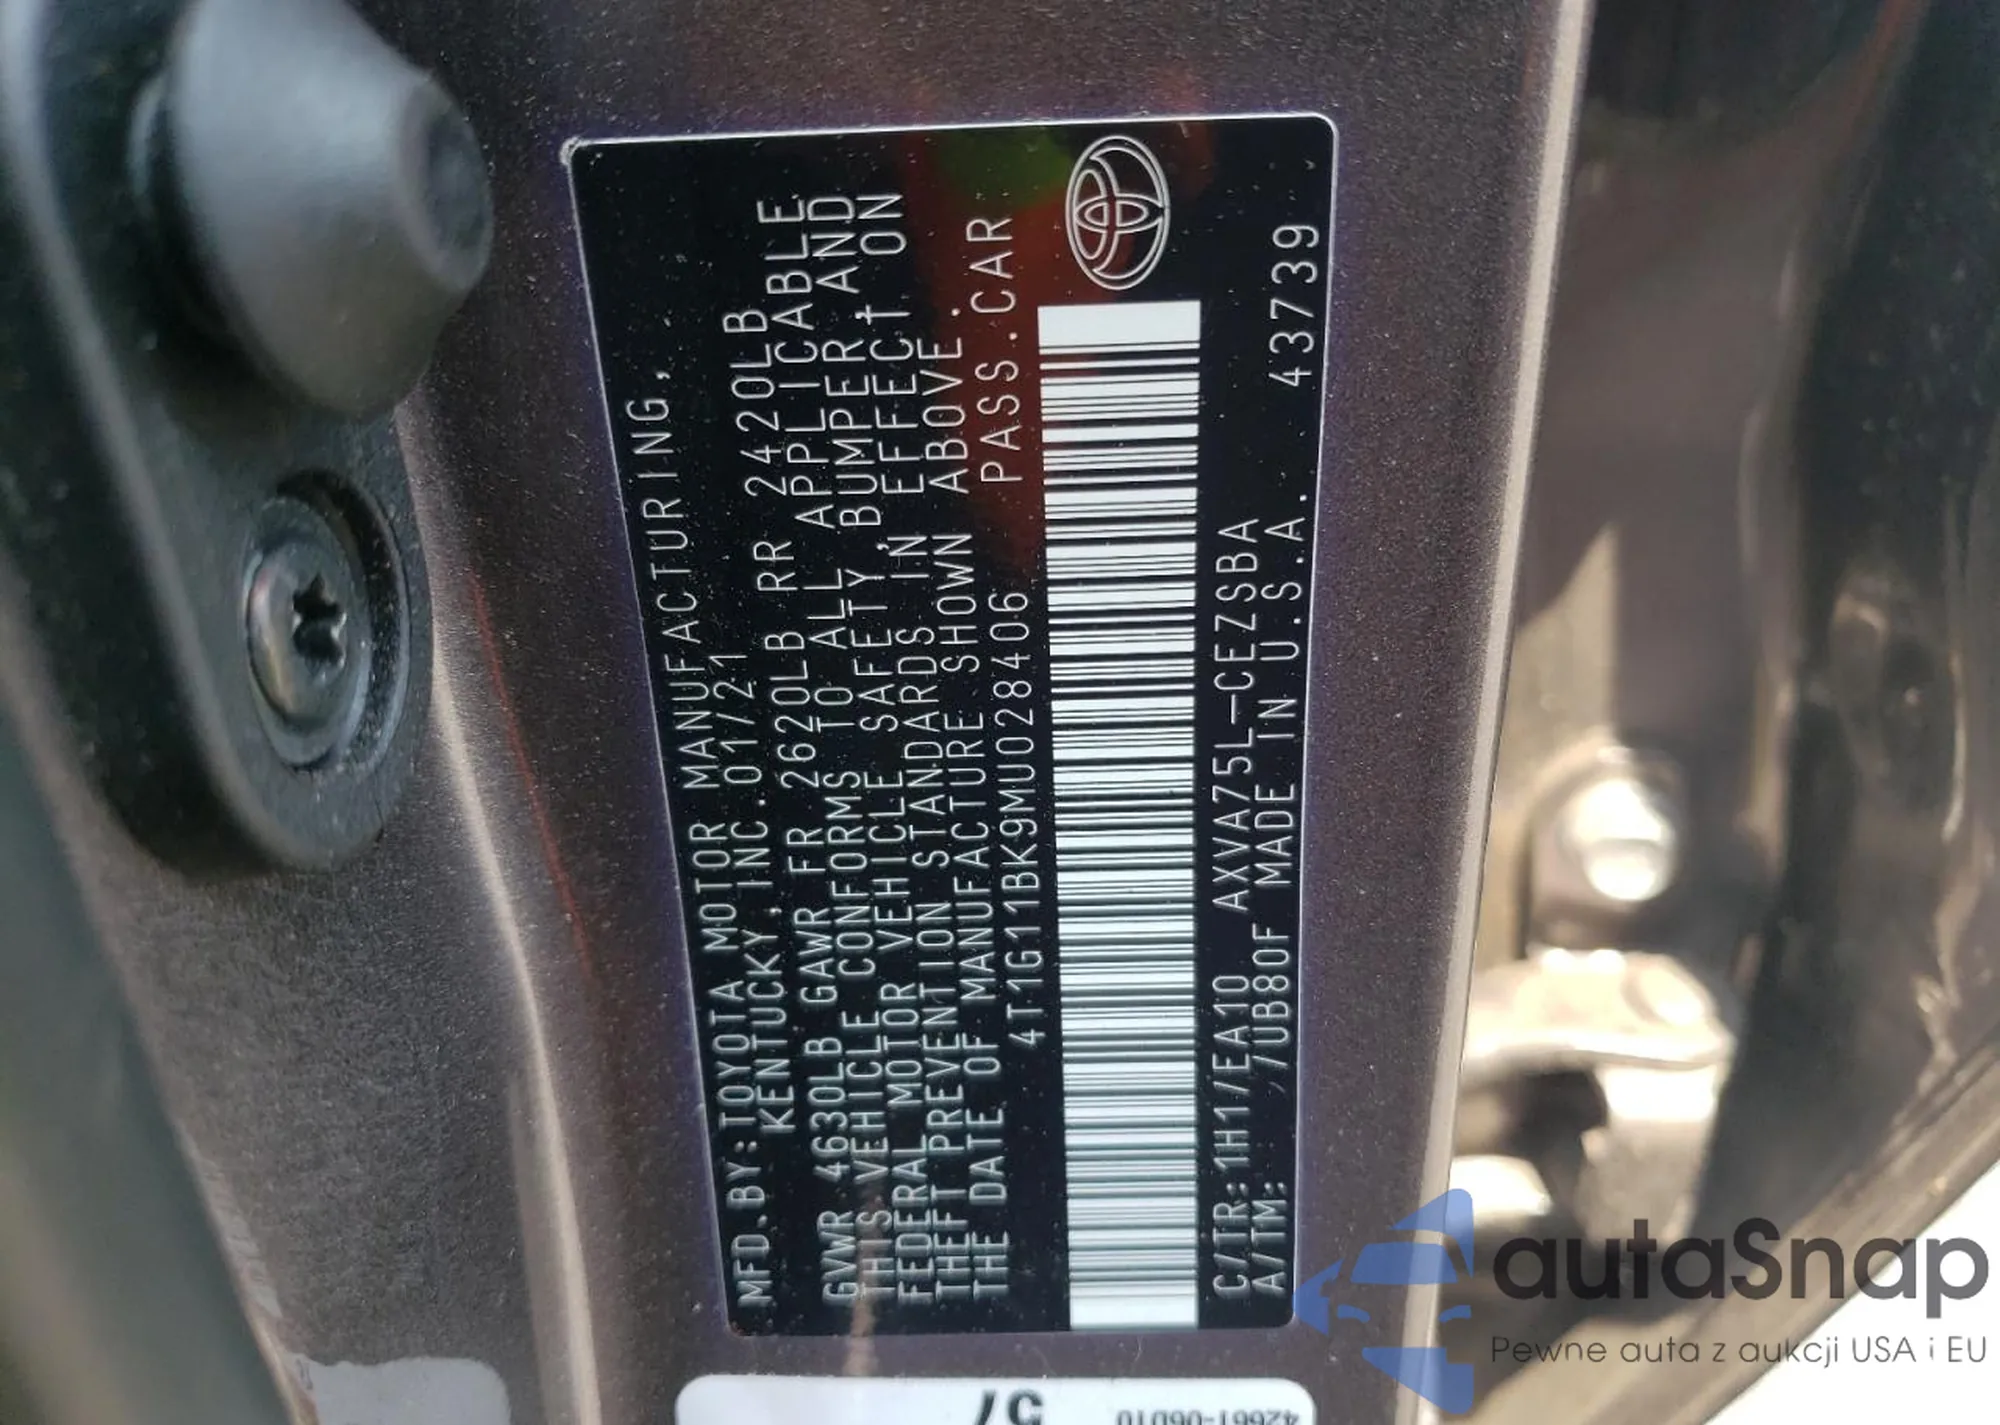 MFD.BY:TOYOTA MOTOR MANUFACTURING,
KENTUCKY, INC. 01/21
GVWR 4630LB GAWR FR 2620LB RR 2420LB
THIS VEHICLE CONFORMS TO ALL APPLICABLE
FEDERAL MOTOR VEHICLE SAFETY, BUMPER AND
THEFT PREVENTION STANDARDS IN EFFECT ON
THE DATE OF MANUFACTURE SHOWN ABOVE.
4T1G11BK9MU028406 PASS.CAR
C/TR:1H1/EA10 AXVA75L-CEZSBA
A/TM: /UB80F MADE IN U.S.A. 43739
57
42661-06D10
autaSnap
Pewne auta z aukcji USA i EU